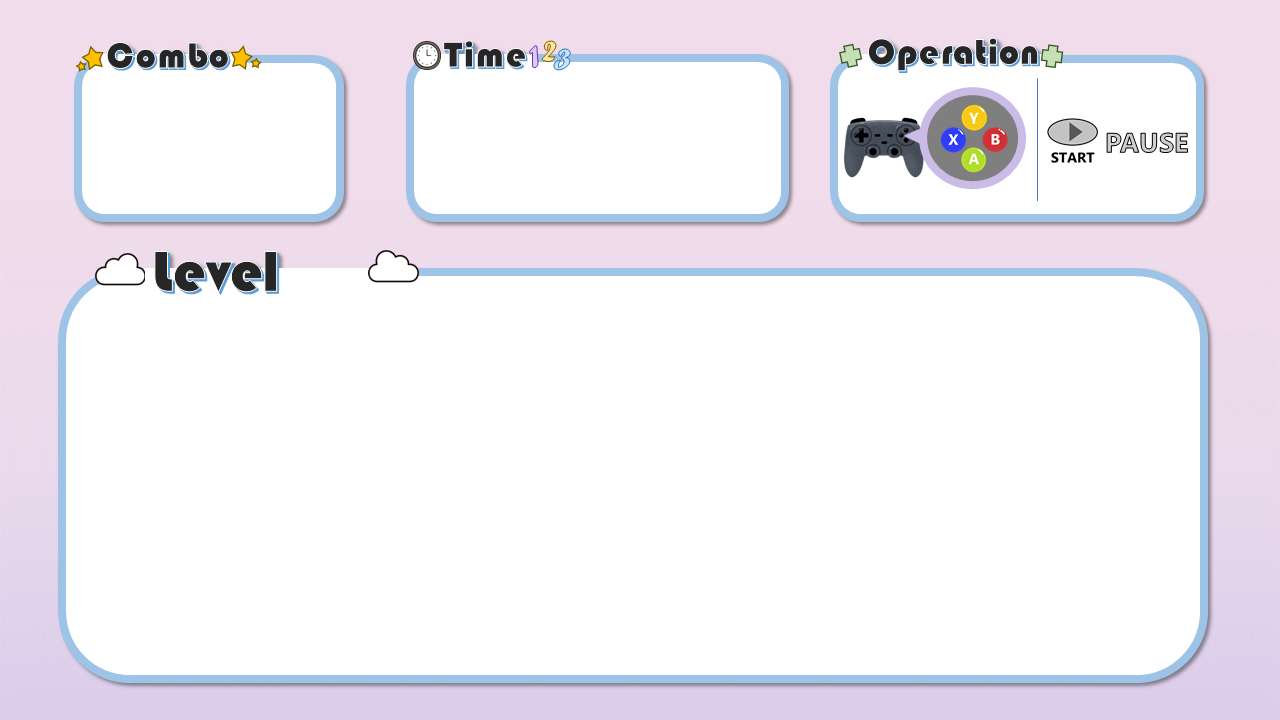 Combo
Time123
Operation
Y
X
B
A
START
PAUSE
Level